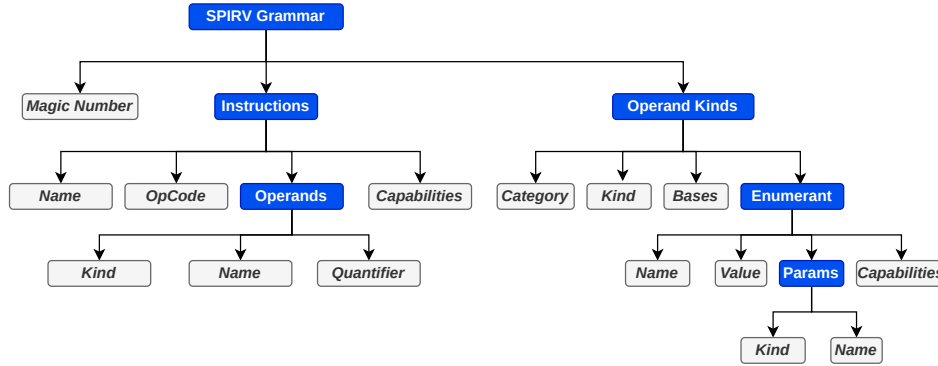 SPIRV Grammar
Magic Number
Instructions
Operand Kinds
Name
OpCode
Operands
Capabilities
Category
Kind
Bases
Enumerant
Kind
Name
Quantifier
Name
Value
Params
Capabilities
Kind
Name